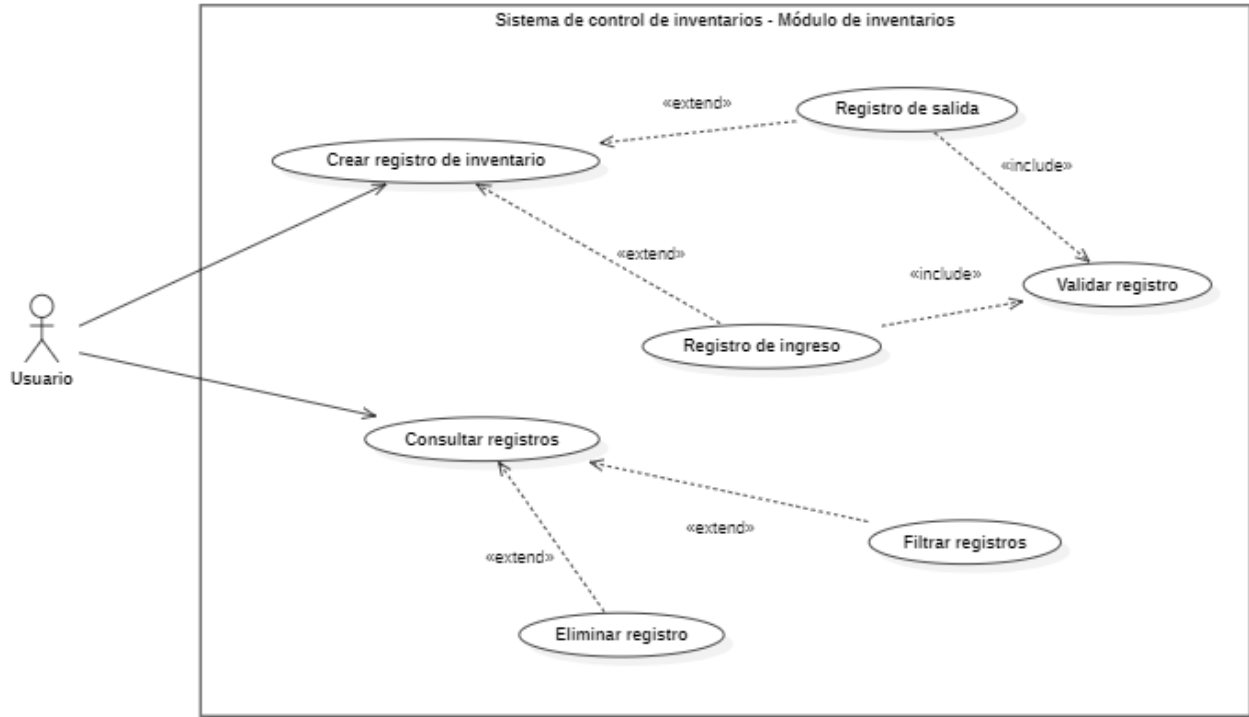 Sistema de control de inventarios - Módulo de inventarios
«extend»
Registro de salida
Crear registro de inventario
«include»
«extend»
«include»
Validar registro
Registro de ingreso
Usuario
Consultar registros
«extend»
Filtrar registros
«extend»
Eliminar registro